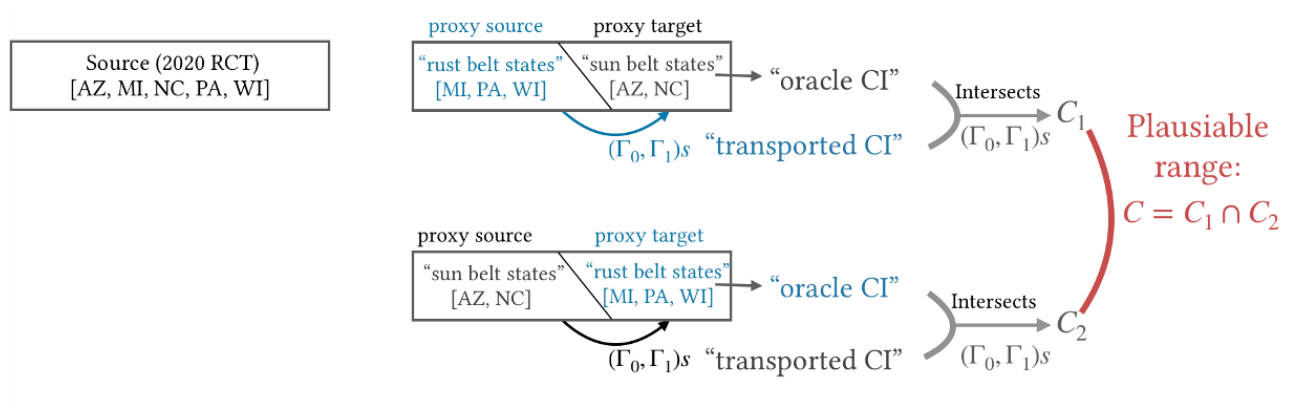 Source (2020 RCT)
[AZ, MI, NC, PA, WI]
proxy source
proxy target
“rust belt states”
“sun belt states”
[MI, PA, WI]
[AZ, NC]
“oracle CI”
(Γ₀, Γ₁)s
“transported CI”
Intersects
(Γ₀, Γ₁)s
C₁
proxy source
proxy target
“sun belt states”
“rust belt states”
[AZ, NC]
[MI, PA, WI]
“oracle CI”
(Γ₀, Γ₁)s
“transported CI”
Intersects
(Γ₀, Γ₁)s
C₂
Plausiable
range:
C = C₁ ∩ C₂